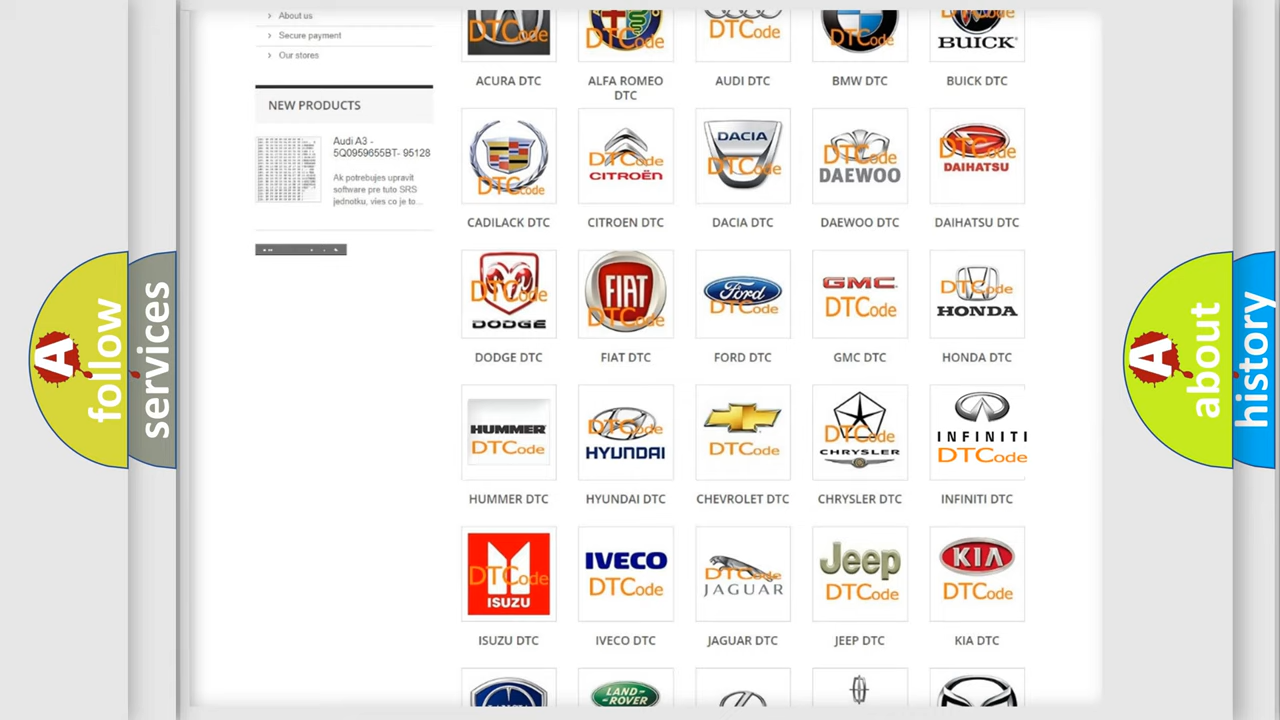 About us
Secure payment
Our stores
NEW PRODUCTS
Audi A3 -
5Q0959655BT- 95128
Ak potrebujes upravit
software pre tuto SRS
jednotku, vies co je to...
DTCode
DTCode
DTCode
DTCode
BUICK
ACURA DTC
ALFA ROMEO
DTC
AUDI DTC
BMW DTC
BUICK DTC
DTCode
DTCode
CITROËN
DACIA
DTCode
DTCode
DAEWOO
DTCode
DAIHATSU
CADILACK DTC
CITROEN DTC
DACIA DTC
DAEWOO DTC
DAIHATSU DTC
DTCode
DODGE
FIAT
DTCode
Ford
DTCode
GMC
DTCode
DTCode
HONDA
DODGE DTC
FIAT DTC
FORD DTC
GMC DTC
HONDA DTC
HUMMER
DTCode
DTCode
HYUNDAI
DTCode
DTCode
CHRYSLER
INFINITI
DTCode
HUMMER DTC
HYUNDAI DTC
CHEVROLET DTC
CHRYSLER DTC
INFINITI DTC
DTCode
ISUZU
IVECO
DTCode
DTCode
JAGUAR
Jeep
DTCode
KIA
DTCode
ISUZU DTC
IVECO DTC
JAGUAR DTC
JEEP DTC
KIA DTC
LAND-
ROVER
A follow
services
A about
history